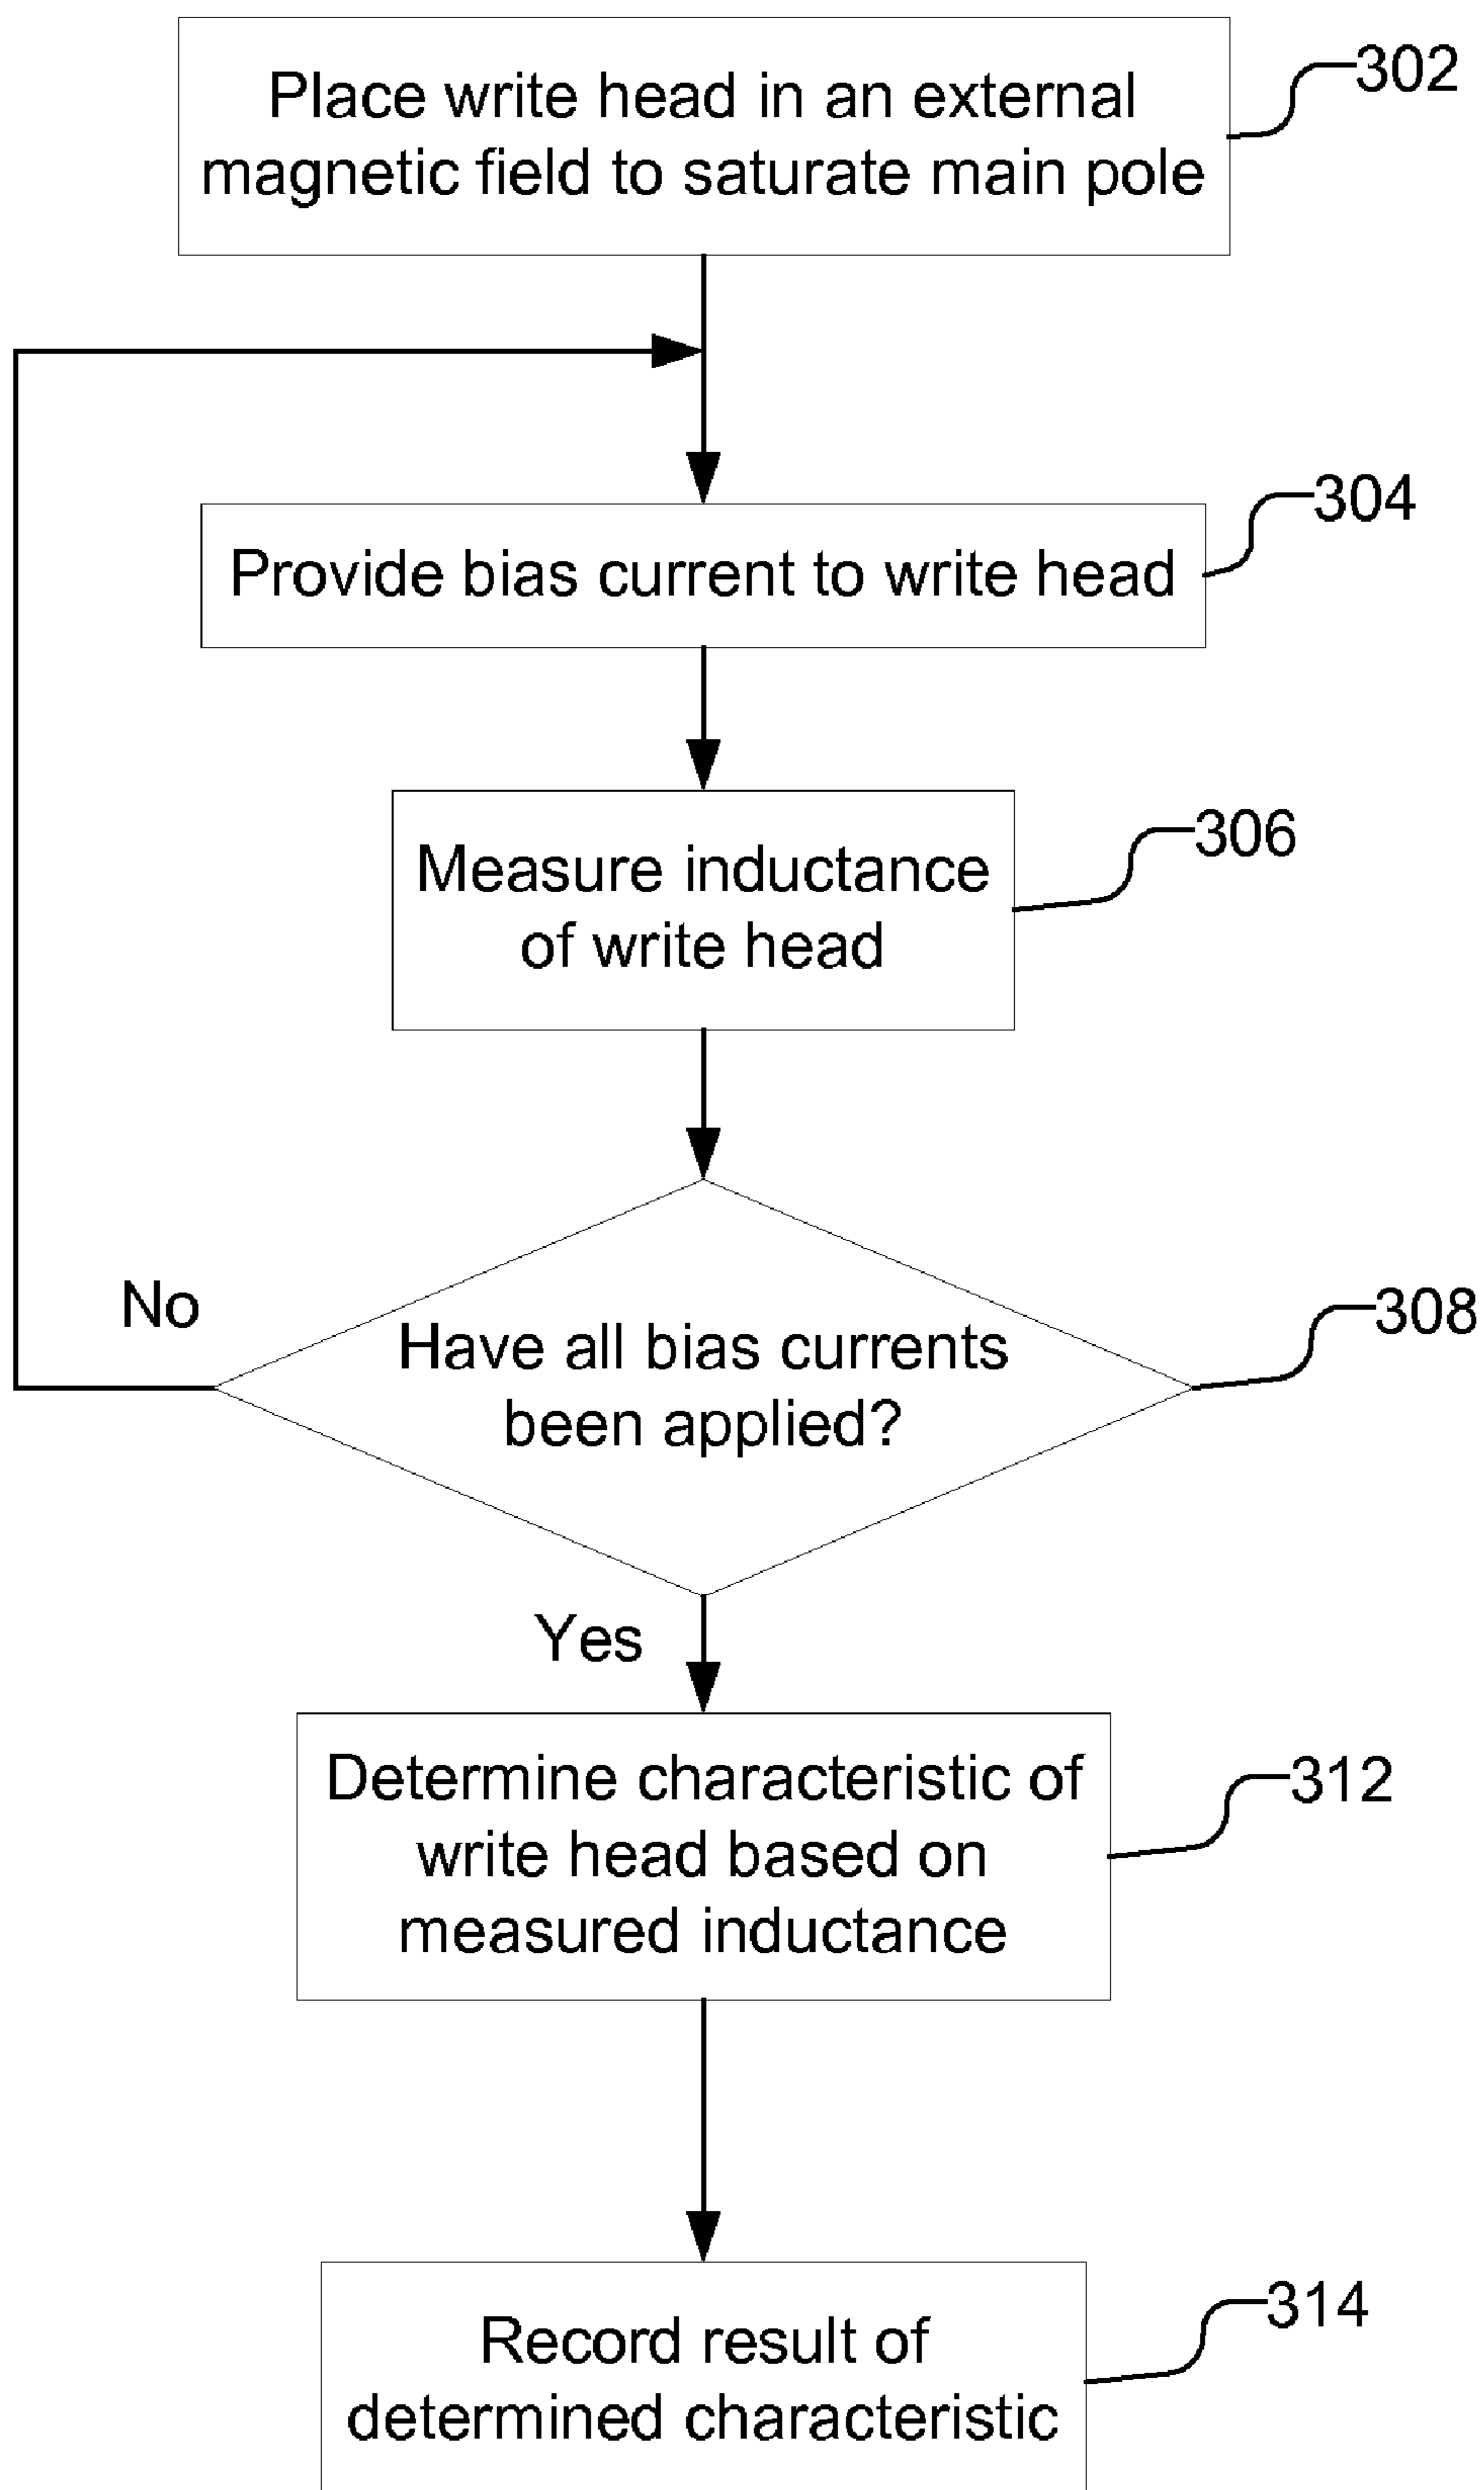 Place write head in an external
magnetic field to saturate main pole
302
Provide bias current to write head
304
Measure inductance
of write head
306
No
Have all bias currents
been applied?
308
Yes
Determine characteristic of
write head based on
measured inductance
312
Record result of
determined characteristic
314